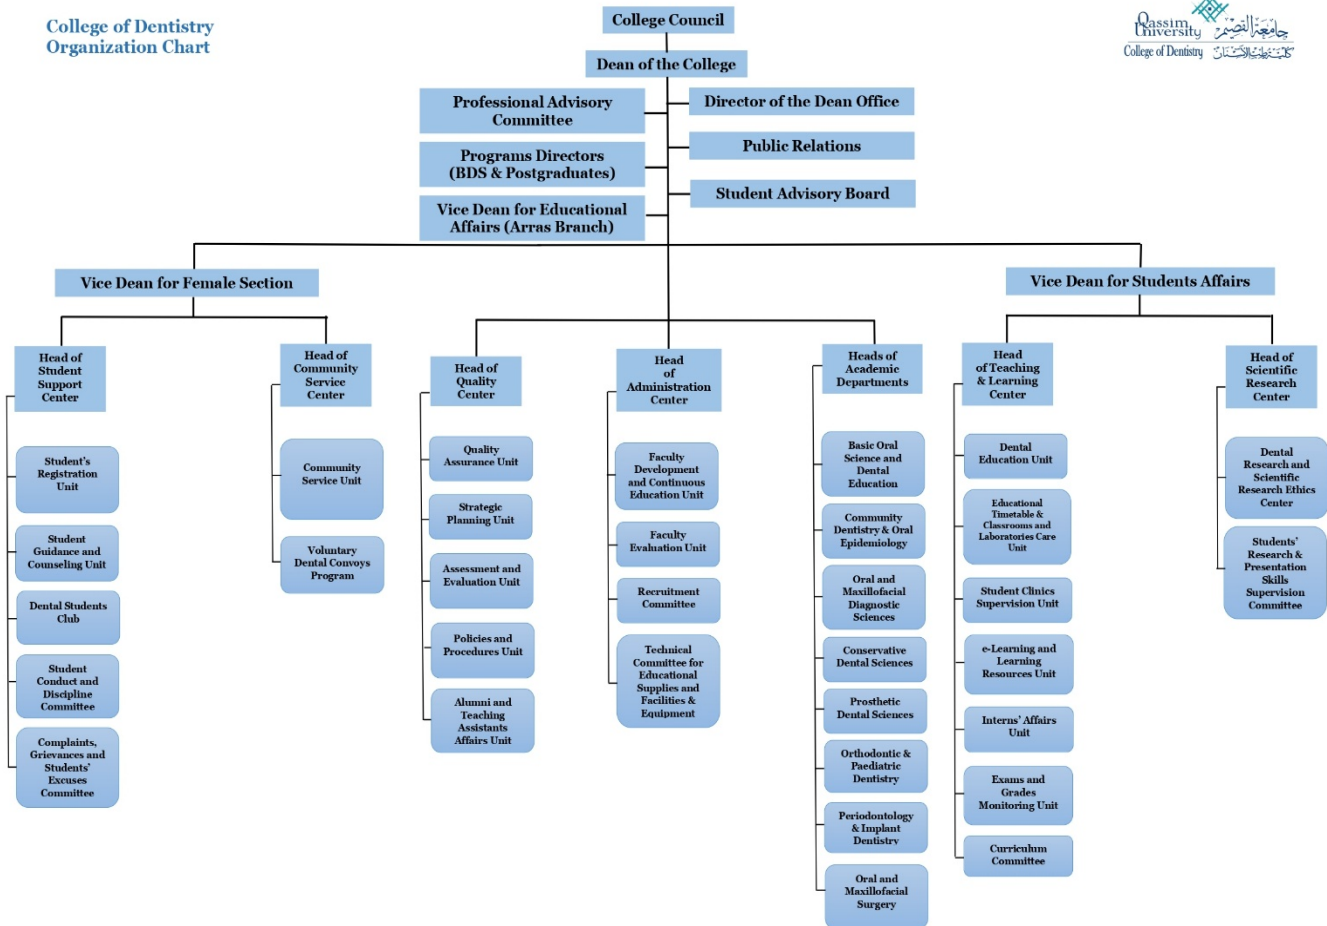 College of Dentistry
Organization Chart
College Council
Qassim
University
جامعة القصيم
College of Dentistry
كلية طب الأسنان
Dean of the College
Professional Advisory
Committee
Director of the Dean Office
Public Relations
Programs Directors
(BDS & Postgraduates)
Student Advisory Board
Vice Dean for Educational
Affairs (Arras Branch)
Vice Dean for Female Section
Vice Dean for Students Affairs
Head of
Student
Support
Center
Student's
Registration
Unit
Student
Guidance and
Counseling Unit
Dental Students
Club
Student
Conduct and
Discipline
Committee
Complaints,
Grievances and
Students'
Excuses
Committee
Head of
Community
Service
Center
Community
Service Unit
Voluntary
Dental Convoys
Program
Head of
Quality
Center
Quality
Assurance Unit
Strategic
Planning Unit
Assessment and
Evaluation Unit
Policies and
Procedures Unit
Alumni and
Teaching
Assistants
Affairs Unit
Head
of
Administration
Center
Faculty
Development
and Continuous
Education Unit
Faculty
Evaluation Unit
Recruitment
Committee
Technical
Committee for
Educational
Supplies and
Facilities &
Equipment
Heads of
Academic
Departments
Basic Oral
Science and
Dental
Education
Community
Dentistry & Oral
Epidemiology
Oral and
Maxillofacial
Diagnostic
Sciences
Conservative
Dental Sciences
Prosthetic
Dental Sciences
Orthodontic &
Paediatric
Dentistry
Periodontology
& Implant
Dentistry
Oral and
Maxillofacial
Surgery
Head
of Teaching
& Learning
Center
Dental
Education Unit
Educational
Timetable &
Classrooms and
Laboratories Care
Unit
Student Clinics
Supervision Unit
e-Learning and
Learning
Resources Unit
Interns' Affairs
Unit
Exams and
Grades
Monitoring Unit
Curriculum
Committee
Head of
Scientific
Research
Center
Dental
Research and
Scientific
Research Ethics
Center
Students'
Research &
Presentation
Skills
Supervision
Committee